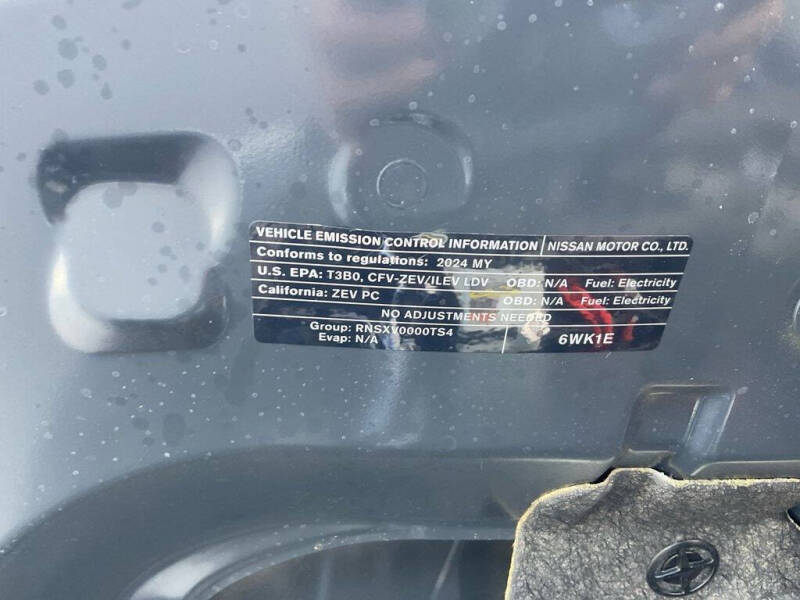 VEHICLE EMISSION CONTROL INFORMATION NISSAN MOTOR CO., LTD.
Conforms to regulations: 2024 MY
U.S. EPA: T3B0, CFV-ZEV/ILEV LDV OBD: N/A Fuel: Electricity
California: ZEV PC OBD: N/A Fuel: Electricity
NO ADJUSTMENTS NEEDED
Group: RNSXV0000TS4
Evap: N/A
6WK1E